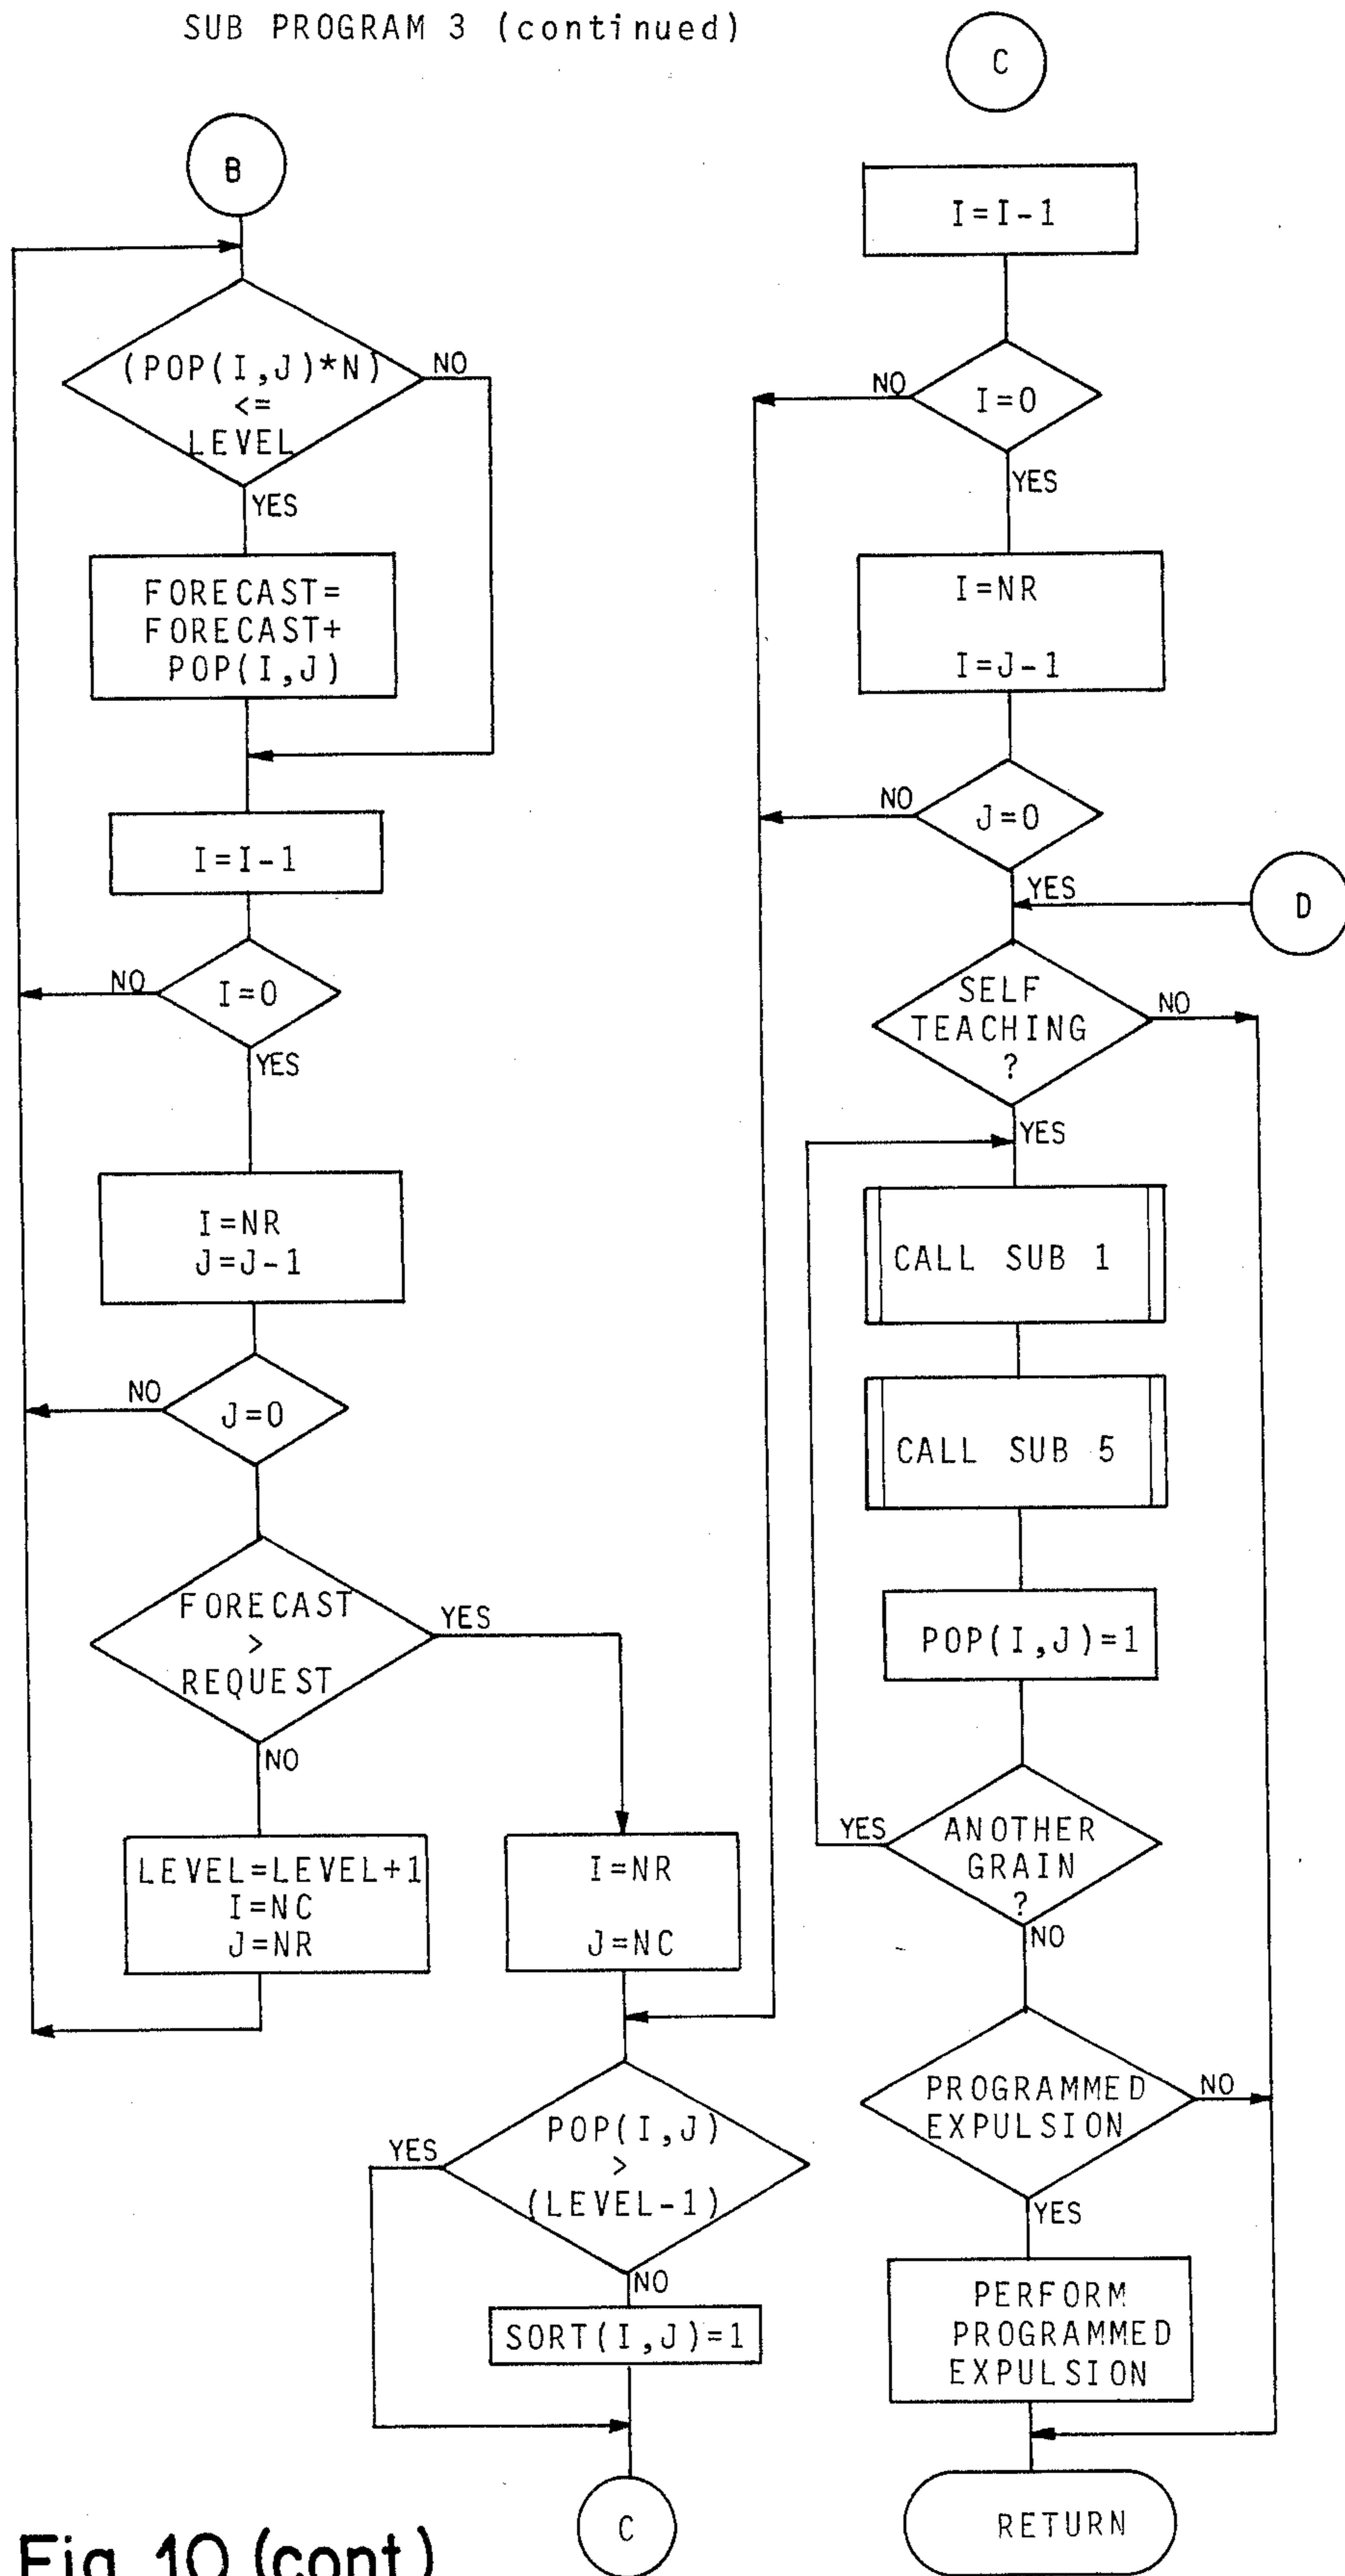 SUB PROGRAM 3 (continued)
B
(POP(I,J)*N)
<=
LEVEL
NO
YES
FORECAST=
FORECAST+
POP(I,J)
I=I-1
I=0
NO
YES
I=NR
J=J-1
J=0
NO
FORECAST
>
REQUEST
YES
NO
LEVEL=LEVEL+1
I=NC
J=NR
I=NR
J=NC
POP(I,J)
>
(LEVEL-1)
YES
NO
SORT(I,J)=1
C
C
I=I-1
I=0
NO
YES
I=NR
I=J-1
J=0
NO
YES
D
SELF
TEACHING
?
NO
YES
CALL SUB 1
CALL SUB 5
POP(I,J)=1
ANOTHER
GRAIN
?
YES
NO
PROGRAMMED
EXPULSION
NO
YES
PERFORM
PROGRAMMED
EXPULSION
RETURN
Fig. 10 (cont)